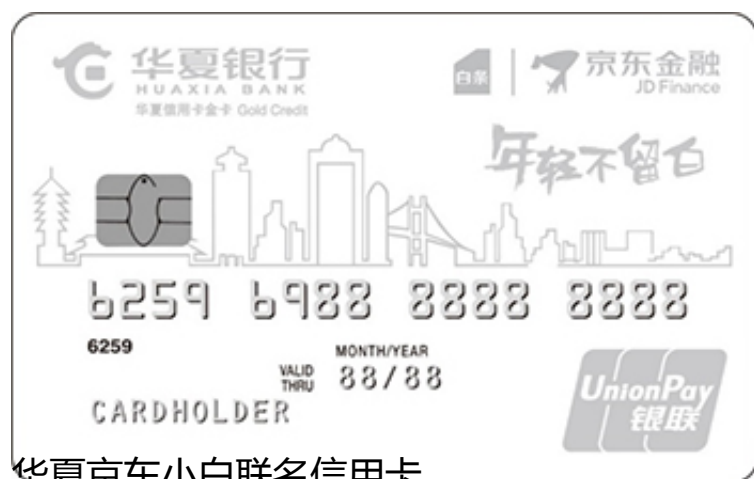 华夏银行
HUAXIA BANK
华夏信用卡金卡 Gold Credit
白条 | 京东金融
JD Finance
年轻不留白
6259 6988 8888 8888
6259
MONTH/YEAR
VALID THRU 88/88
CARDHOLDER
UnionPay
银联
华夏京东小白联名信用卡